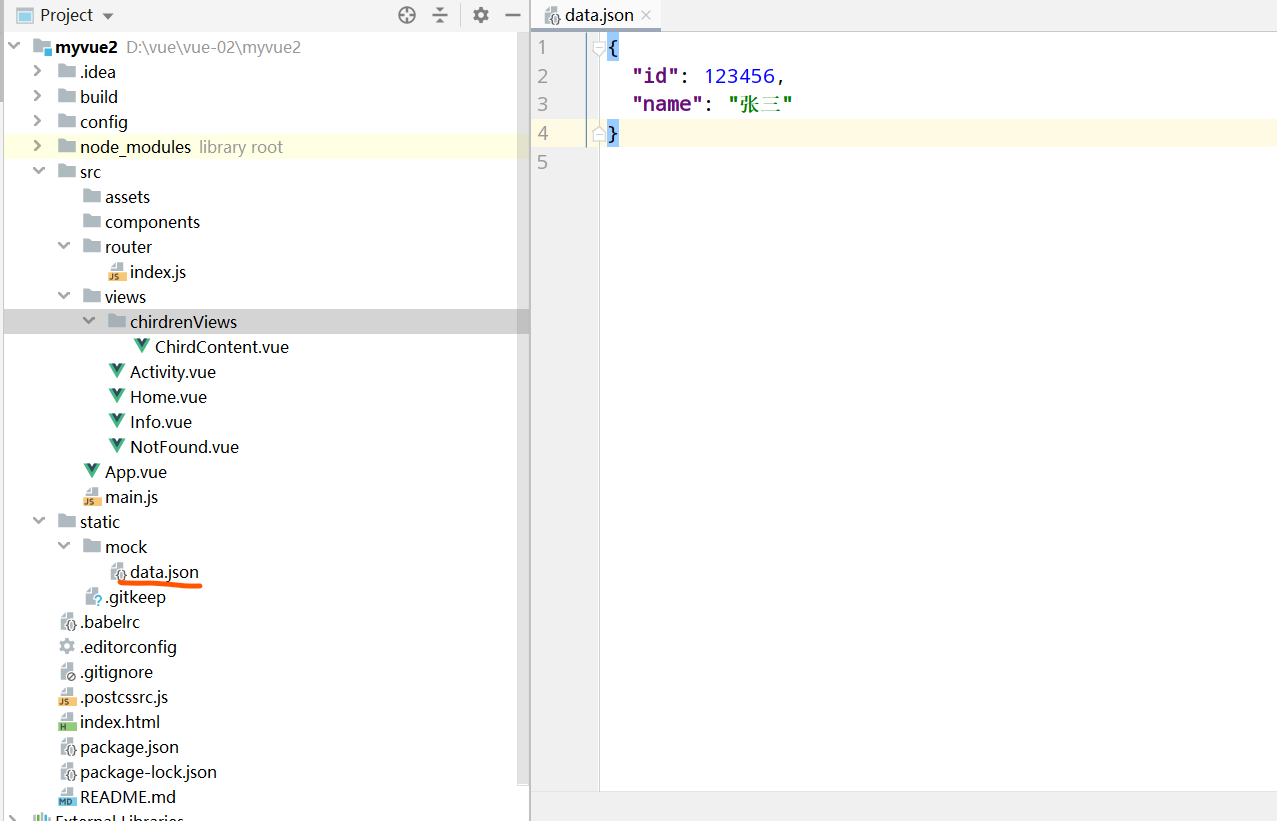 Project
myvue2 D:\vue\vue-02\myvue2
.idea
build
config
node_modules library root
src
assets
components
router
index.js
views
chirdrenViews
ChirdContent.vue
Activity.vue
Home.vue
Info.vue
NotFound.vue
App.vue
main.js
static
mock
data.json
.gitkeep
.babelrc
.editorconfig
.gitignore
.postcssrc.js
index.html
package.json
package-lock.json
README.md
External Libraries
data.json
1 {
2 "id": 123456,
3 "name": "张三"
4 }
5